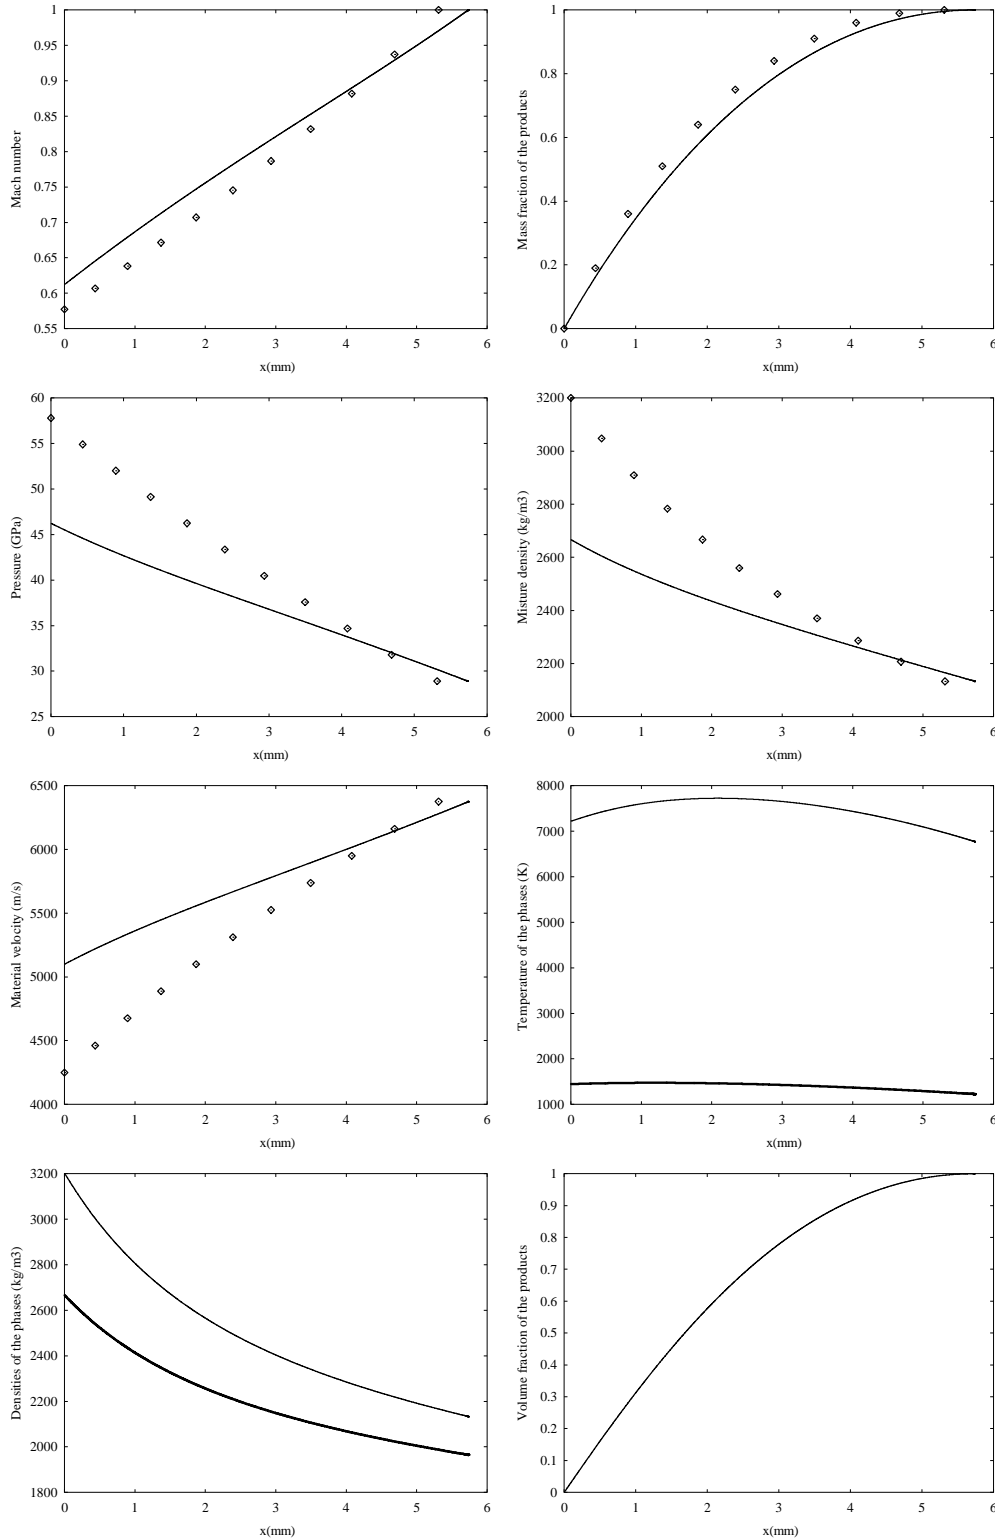 1
0.95
0.9
0.85
0.8
0.75
0.7
0.65
0.6
0.55
Mach number
0 1 2 3 4 5 6
x(mm)
1
0.8
0.6
0.4
0.2
0
Mass fraction of the products
0 1 2 3 4 5 6
x(mm)
60
55
50
45
40
35
30
25
Pressure (GPa)
0 1 2 3 4 5 6
x(mm)
3200
3000
2800
2600
2400
2200
2000
Misture density (kg/m3)
0 1 2 3 4 5 6
x(mm)
6500
6000
5500
5000
4500
4000
Material velocity (m/s)
0 1 2 3 4 5 6
x(mm)
8000
7000
6000
5000
4000
3000
2000
1000
Temperature of the phases (K)
0 1 2 3 4 5 6
x(mm)
3200
3000
2800
2600
2400
2200
2000
1800
Densities of the phases (kg/m3)
0 1 2 3 4 5 6
x(mm)
1
0.9
0.8
0.7
0.6
0.5
0.4
0.3
0.2
0.1
0
Volume fraction of the products
0 1 2 3 4 5 6
x(mm)